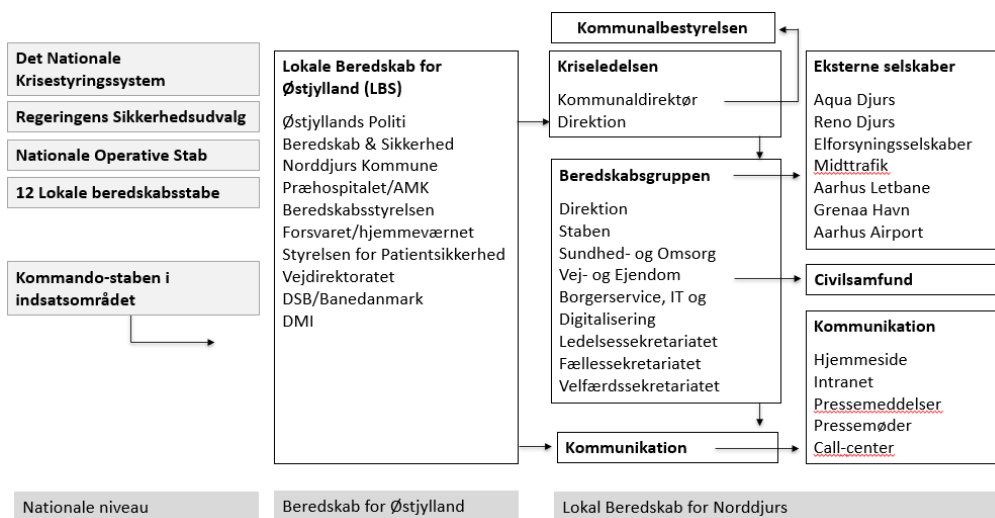 Det Nationale
Krisestyringssystem
Regeringens Sikkerhedsudvalg
Nationale Operative Stab
12 Lokale beredskabsstabe
Kommando-staben i
indsatsområdet
Nationale niveau
Lokale Beredskab for
Østjylland (LBS)
Østjyllands Politi
Beredskab & Sikkerhed
Norddjurs Kommune
Præhospitalet/AMK
Beredskabsstyrelsen
Forsvaret/hjemmeværnet
Styrelsen for Patientsikkerhed
Vejdirektoratet
DSB/Banedanmark
DMI
Beredskab for Østjylland
Kommunalbestyrelsen
Kriseledelsen
Kommunaldirektør
Direktion
Beredskabsgruppen
Direktion
Staben
Sundhed- og Omsorg
Vej- og Ejendom
Borgerservice, IT og
Digitalisering
Ledelsessekretariatet
Fællessekretariatet
Velfærdssekretariatet
Kommunikation
Eksterne selskaber
Aqua Djurs
Reno Djurs
Elforsyningsselskaber
Midttrafik
Aarhus Letbane
Grenaa Havn
Aarhus Airport
Civilsamfund
Kommunikation
Hjemmeside
Intranet
Pressemeddelser
Pressemøder
Call-center
Lokal Beredskab for Norddjurs